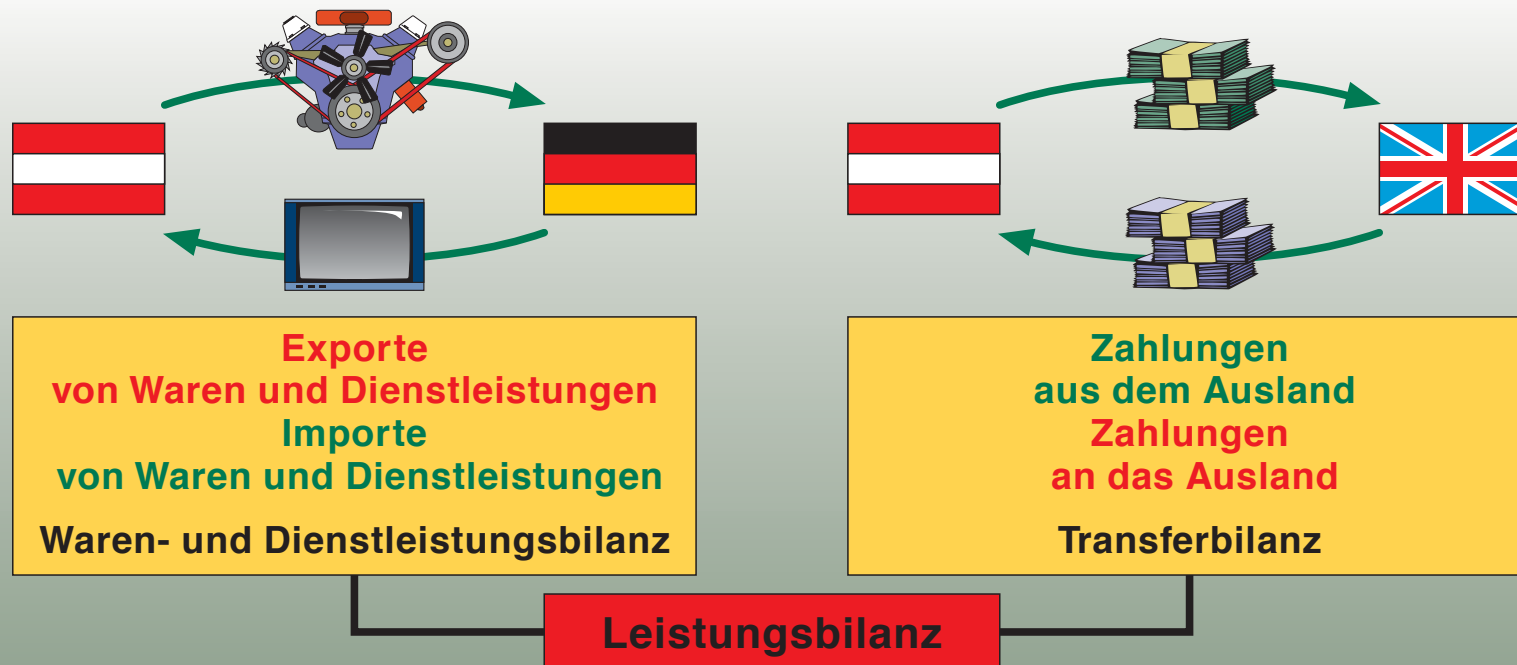 Exporte
von Waren und Dienstleistungen
Importe
von Waren und Dienstleistungen
Waren- und Dienstleistungsbilanz
Zahlungen
aus dem Ausland
Zahlungen
an das Ausland
Transferbilanz
Leistungsbilanz